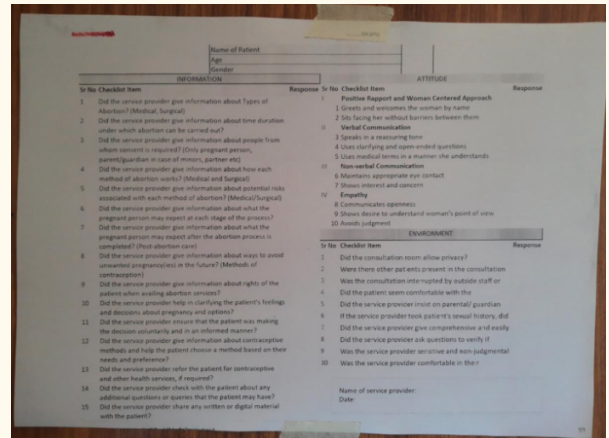 Name of Patient
Age
Gender
INFORMATION
Sr No Checklist Item Response
1 Did the service provider give information about Types of
Abortion? (Medical, Surgical)
2 Did the service provider give information about time duration
under which abortion can be carried out?
3 Did the service provider give information about people from
whom consent is required? (Only pregnant person,
parent/guardian in case of minors, partner etc)
4 Did the service provider give information about how each
method of abortion works? (Medical and Surgical)
5 Did the service provider give information about potential risks
associated with each method of abortion? (Medical/Surgical)
6 Did the service provider give information about what the
pregnant person may expect at each stage of the process?
7 Did the service provider give information about what the
pregnant person may expect after the abortion process is
completed? (Post-abortion care)
8 Did the service provider give information about ways to avoid
unwanted pregnancy(ies) in the future? (Methods of
contraception)
9 Did the service provider give information about rights of the
patient when availing abortion services?
10 Did the service provider help in clarifying the patient's feelings
and decisions about pregnancy and options?
11 Did the service provider ensure that the patient was making
the decision voluntarily and in an informed manner?
12 Did the service provider give information about contraceptive
methods and help the patient choose a method based on their
needs and preference?
13 Did the service provider refer the patient for contraceptive
and other health services, if required?
14 Did the service provider check with the patient about any
additional questions or queries that the patient may have?
15 Did the service provider share any written or digital material
with the patient?
ATTITUDE
Sr No Checklist Item Response
I Positive Rapport and Woman Centered Approach
1 Greets and welcomes the woman by name
2 Sits facing her without barriers between them
II Verbal Communication
3 Speaks in a reassuring tone
4 Uses clarifying and open-ended questions
5 Uses medical terms in a manner she understands
III Non-verbal Communication
6 Maintains appropriate eye contact
7 Shows interest and concern
IV Empathy
8 Communicates openness
9 Shows desire to understand woman's point of view
10 Avoids judgment
ENVIRONMENT
Sr No Checklist Item Response
1 Did the consultation room allow privacy?
2 Were there other patients present in the consultation
3 Was the consultation interrupted by outside staff or
4 Did the patient seem comfortable with the
5 Did the service provider insist on parental/ guardian
6 If the service provider took patient's sexual history, did
7 Did the service provider give comprehensive and easily
8 Did the service provider ask questions to verify if
9 Was the service provider sensitive and non-judgmental
10 Was the service provider comfortable in the r
Name of service provider:
Date: